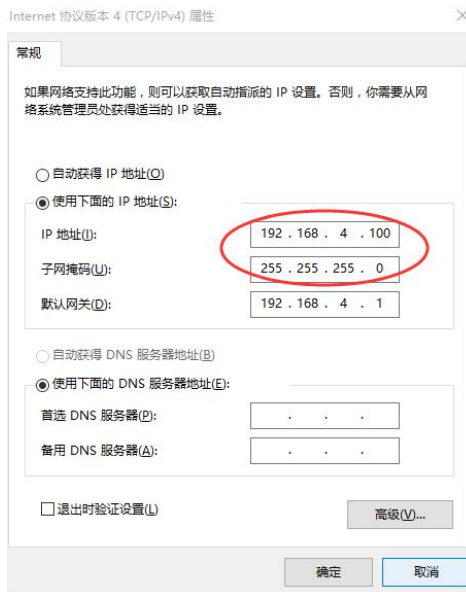 Internet 协议版本 4 (TCP/IPv4) 属性
常规
如果网络支持此功能，则可以获取自动指派的 IP 设置。否则，你需要从网
络系统管理员处获得适当的 IP 设置。
自动获得 IP 地址(O)
使用下面的 IP 地址(S):
IP 地址(I): 192 . 168 . 4 . 100
子网掩码(U): 255 . 255 . 255 . 0
默认网关(D): 192 . 168 . 4 . 1
自动获得 DNS 服务器地址(B)
使用下面的 DNS 服务器地址(E):
首选 DNS 服务器(P): . . .
备用 DNS 服务器(A): . . .
退出时验证设置(L)
高级(V)...
确定 取消